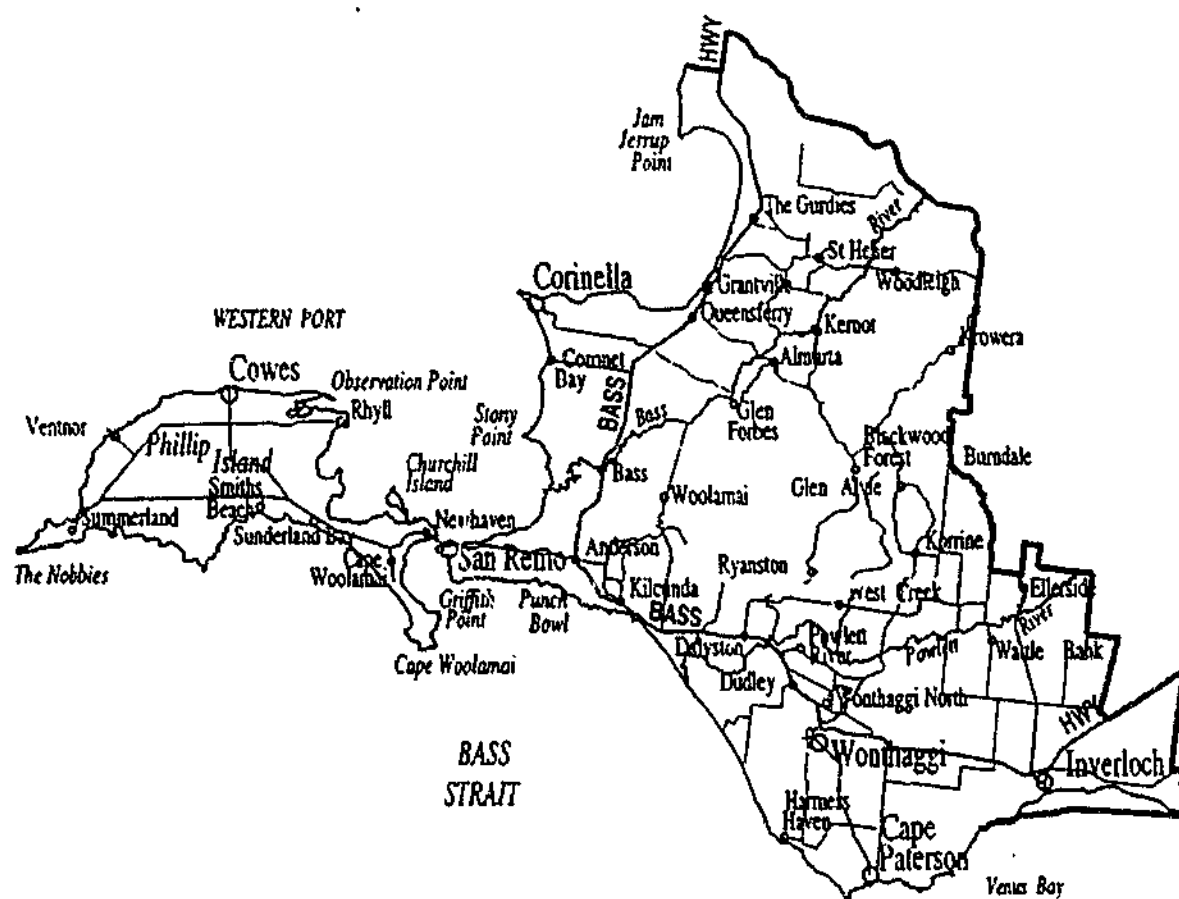 HWY
Jam
Jerrup
Point
The Gurdies
River
St Helier
Woodleigh
Corinella
Grantville
Queensferry
WESTERN PORT
Kernot
Krowera
Cowes
Observation Point
Coronet
Bay
Almurta
BASS
Rhyll
Ventnor
Phillip
Island
Stony
Point
Bass
Glen
Forbes
Blackwood
Forest
Burndale
Churchill
Island
Bass
Woolamai
Glen Alvie
Smiths
Beach
Summerland
Sunderland Bay
Newhaven
San Remo
Anderson
Korrine
The Nobbies
Cape
Woolamai
Ryanston
Kilcunda
Ellerside
Griffith
Point
Punch
Bowl
BASS
West Creek
River
Cape Woolamai
Dalyston
Powlett
River
Powlett
Wattle Bank
Dudley
Wonthaggi North
HWY
BASS
STRAIT
Wonthaggi
Inverloch
Harmers
Haven
Cape
Paterson
Venus Bay